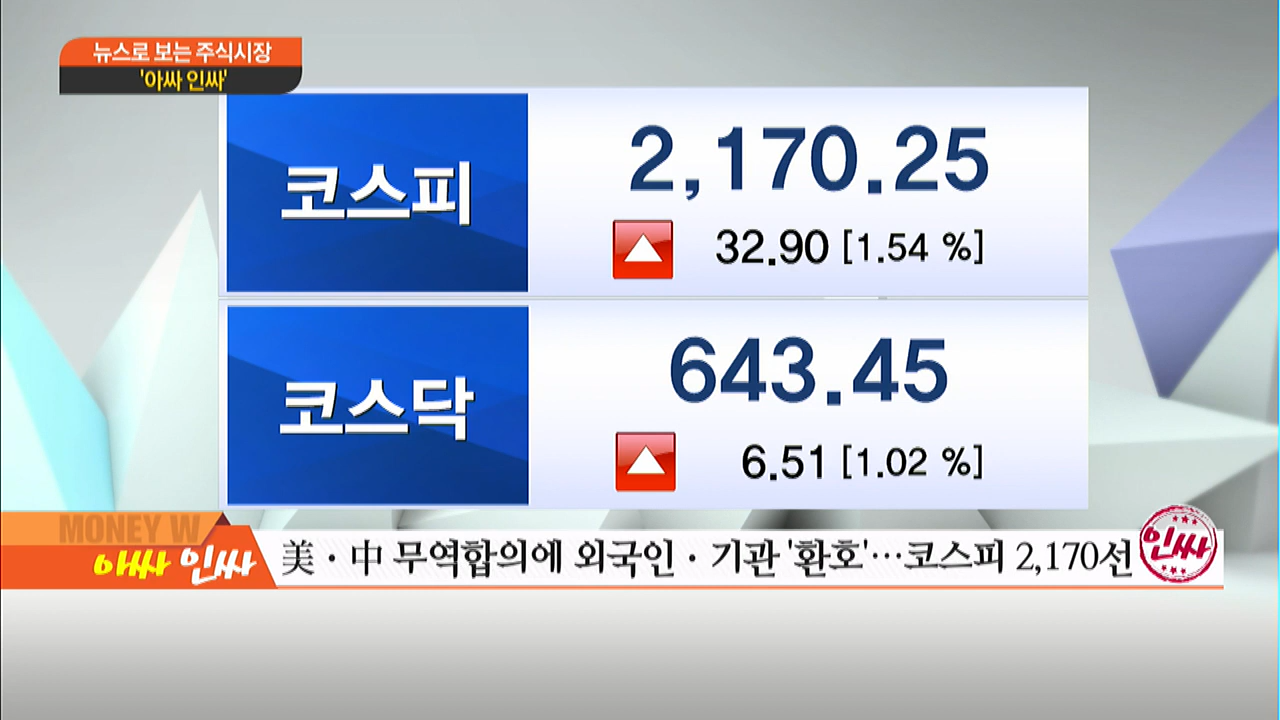 뉴스로 보는 주식시장
'아싸 인싸'
코스피
2,170.25
▲ 32.90 [1.54 %]
코스닥
643.45
▲ 6.51 [1.02 %]
MONEY W
아싸 인싸
美·中 무역합의에 외국인·기관 '환호'…코스피 2,170선
인싸